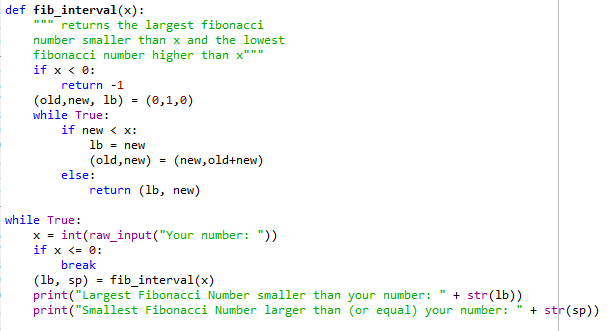 def fib_interval(x):
    """ returns the largest fibonacci
    number smaller than x and the lowest
    fibonacci number higher than x"""
    if x < 0:
        return -1
    (old,new, lb) = (0,1,0)
    while True:
        if new < x:
            lb = new
            (old,new) = (new,old+new)
        else:
            return (lb, new)

while True:
    x = int(raw_input("Your number: "))
    if x <= 0:
        break
    (lb, sp) = fib_interval(x)
    print("Largest Fibonacci Number smaller than your number: " + str(lb))
    print("Smallest Fibonacci Number larger than (or equal) your number: " + str(sp))